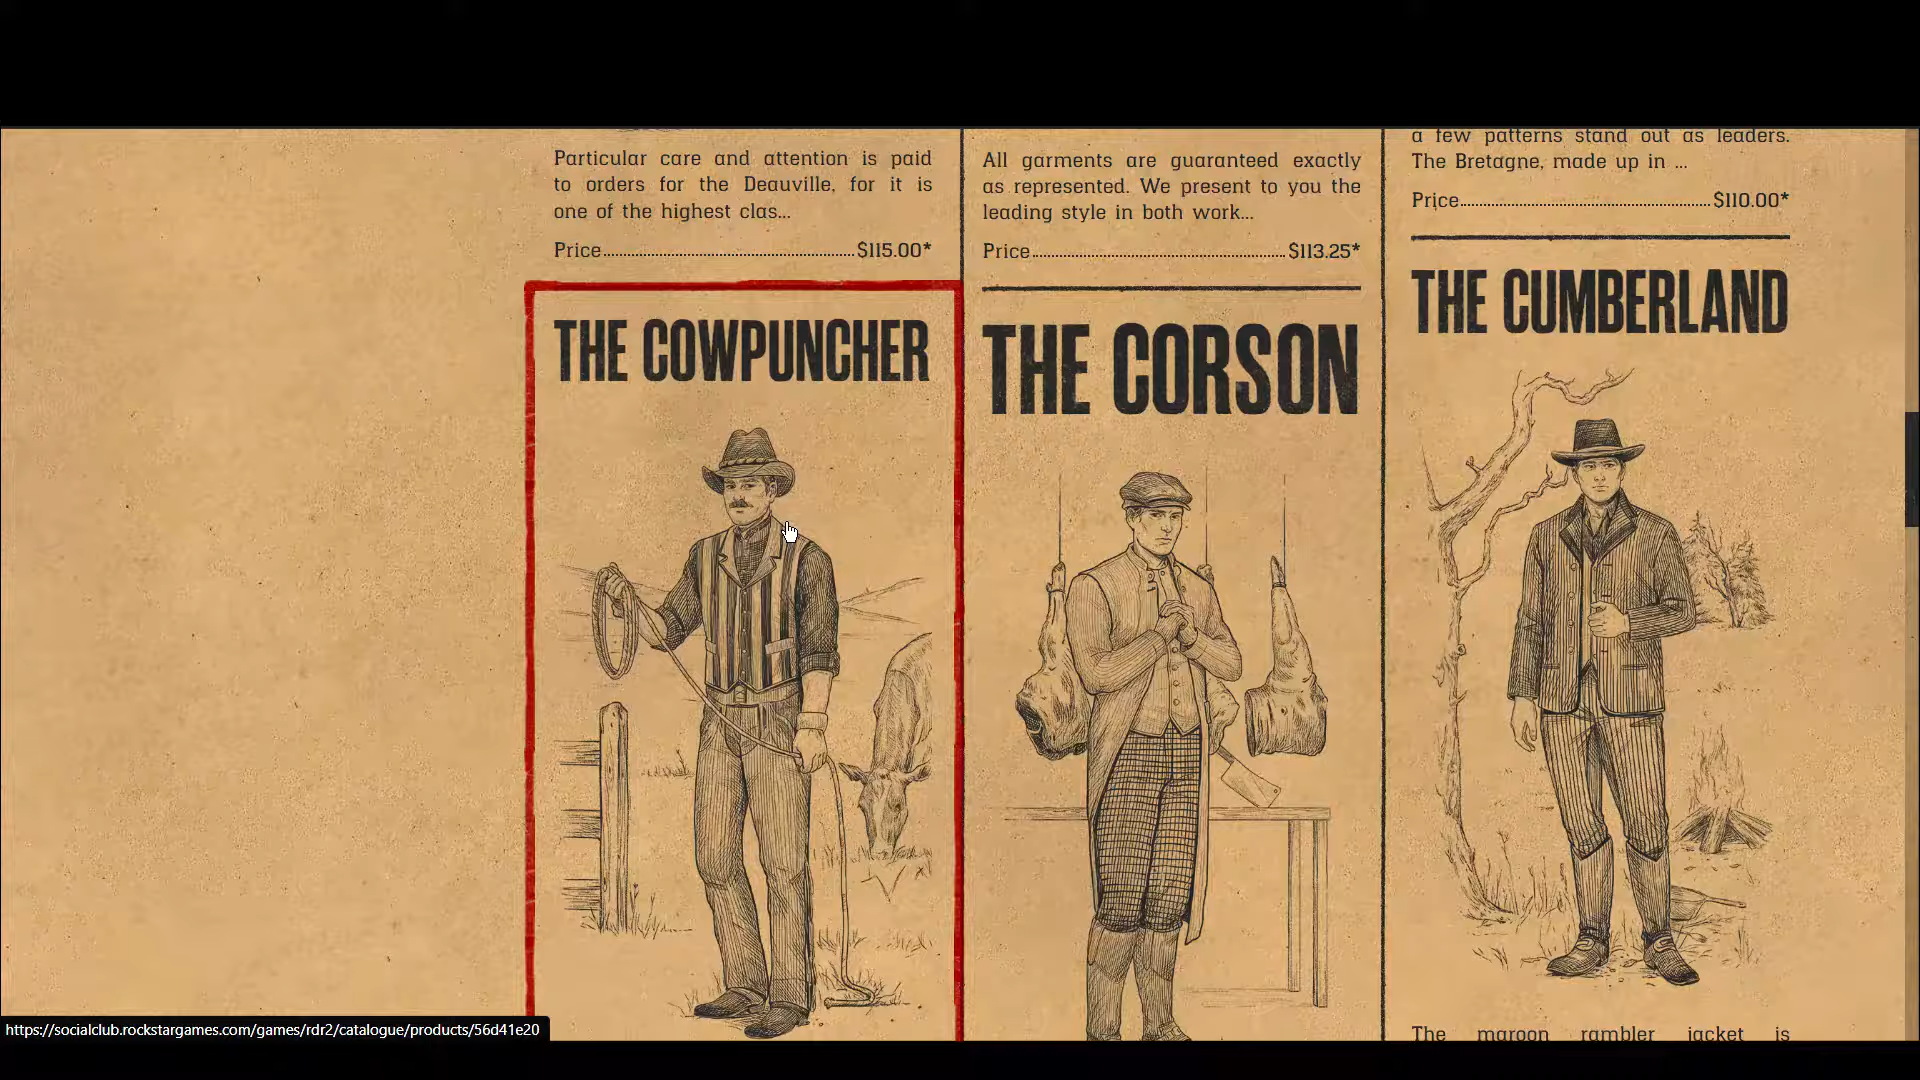 Particular care and attention is paid
to orders for the Deauville, for it is
one of the highest clas...
Price $115.00*
THE COWPUNCHER
All garments are guaranteed exactly
as represented. We present to you the
leading style in both work...
Price $113.25*
THE CORSON
a few patterns stand out as leaders.
The Bretagne, made up in ...
Price $110.00*
THE CUMBERLAND
The maroon rambler jacket is
https://socialclub.rockstargames.com/games/rdr2/catalogue/products/56d41e20